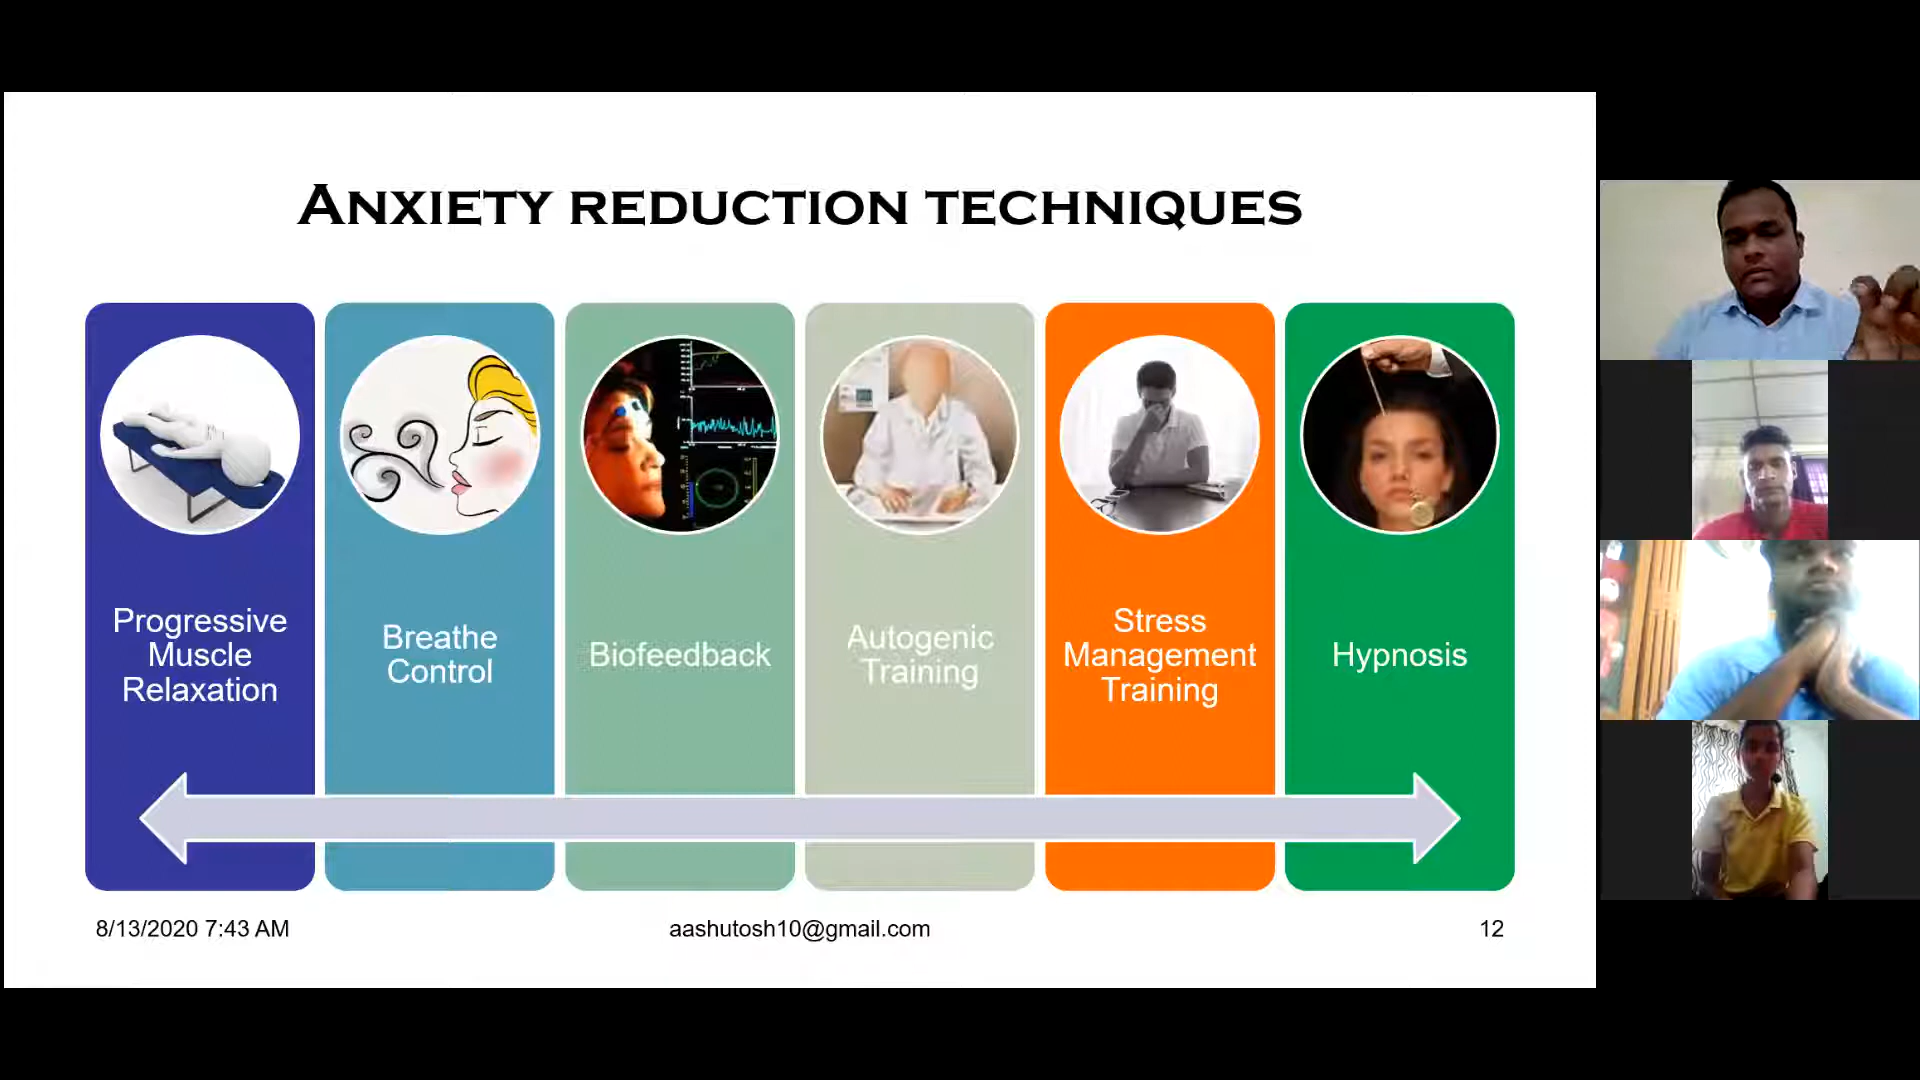 ANXIETY REDUCTION TECHNIQUES
Progressive
Muscle
Relaxation
Breathe
Control
Biofeedback
Autogenic
Training
Stress
Management
Training
Hypnosis
8/13/2020 7:43 AM
aashutosh10@gmail.com
12